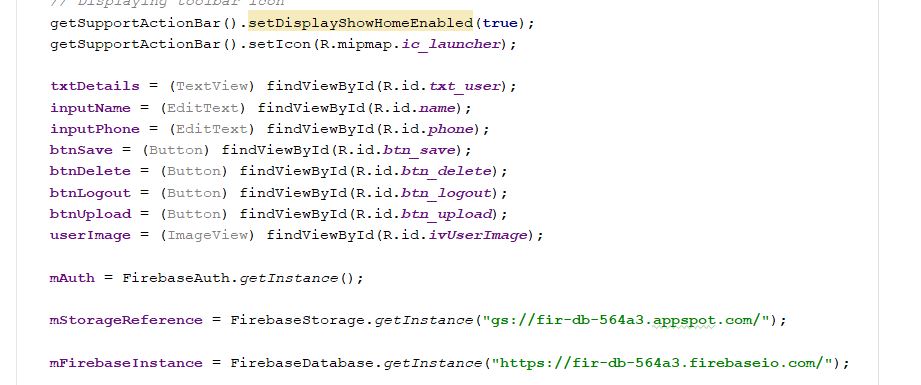 // Displaying toolbar icon
getSupportActionBar().setDisplayShowHomeEnabled(true);
getSupportActionBar().setIcon(R.mipmap.ic_launcher);
txtDetails = (TextView) findViewById(R.id.txt_user);
inputName = (EditText) findViewById(R.id.name);
inputPhone = (EditText) findViewById(R.id.phone);
btnSave = (Button) findViewById(R.id.btn_save);
btnDelete = (Button) findViewById(R.id.btn_delete);
btnLogout = (Button) findViewById(R.id.btn_logout);
btnUpload = (Button) findViewById(R.id.btn_upload);
userImage = (ImageView) findViewById(R.id.ivUserImage);
mAuth = FirebaseAuth.getInstance();
mStorageReference = FirebaseStorage.getInstance("gs://fir-db-564a3.appspot.com/");
mFirebaseInstance = FirebaseDatabase.getInstance("https://fir-db-564a3.firebaseio.com/");